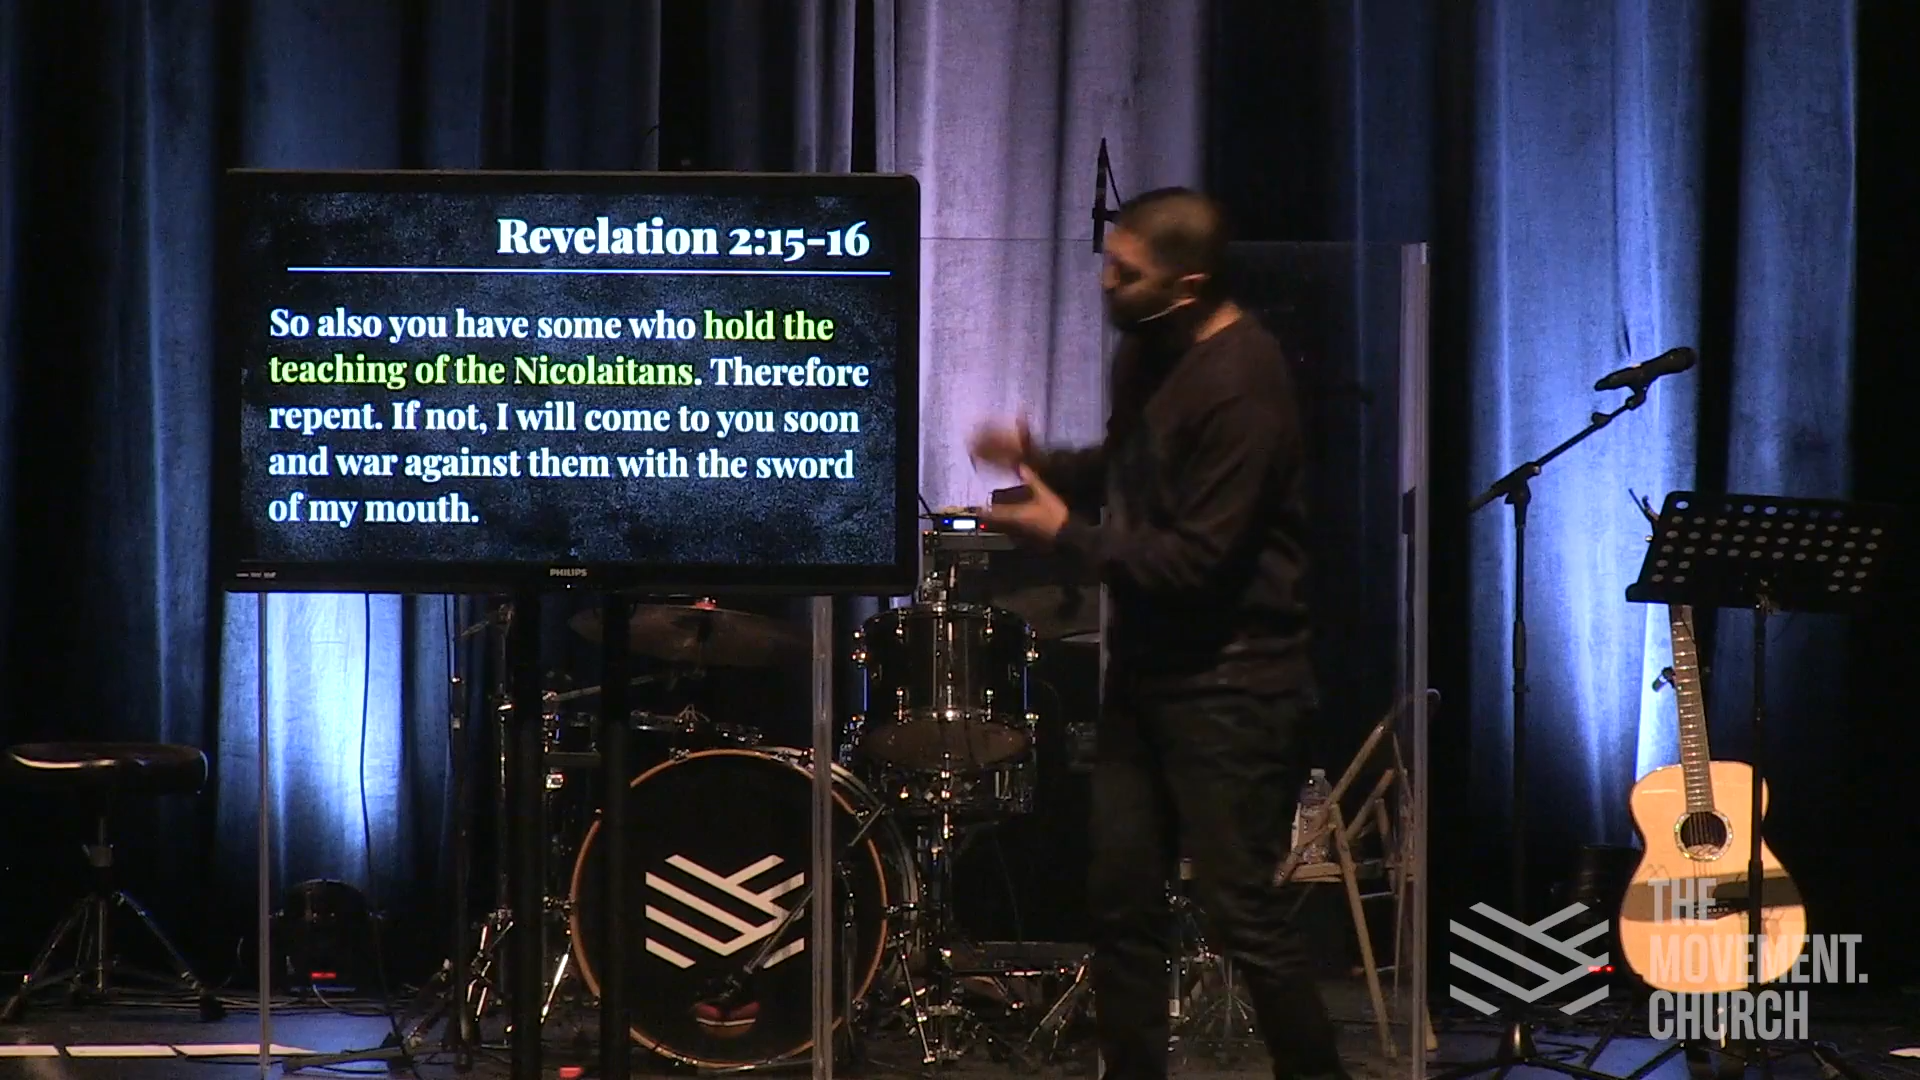 Revelation 2:15-16
So also you have some who hold the
teaching of the Nicolaitans. Therefore
repent. If not, I will come to you soon
and war against them with the sword
of my mouth.
PHILIPS
THE
MOVEMENT.
CHURCH